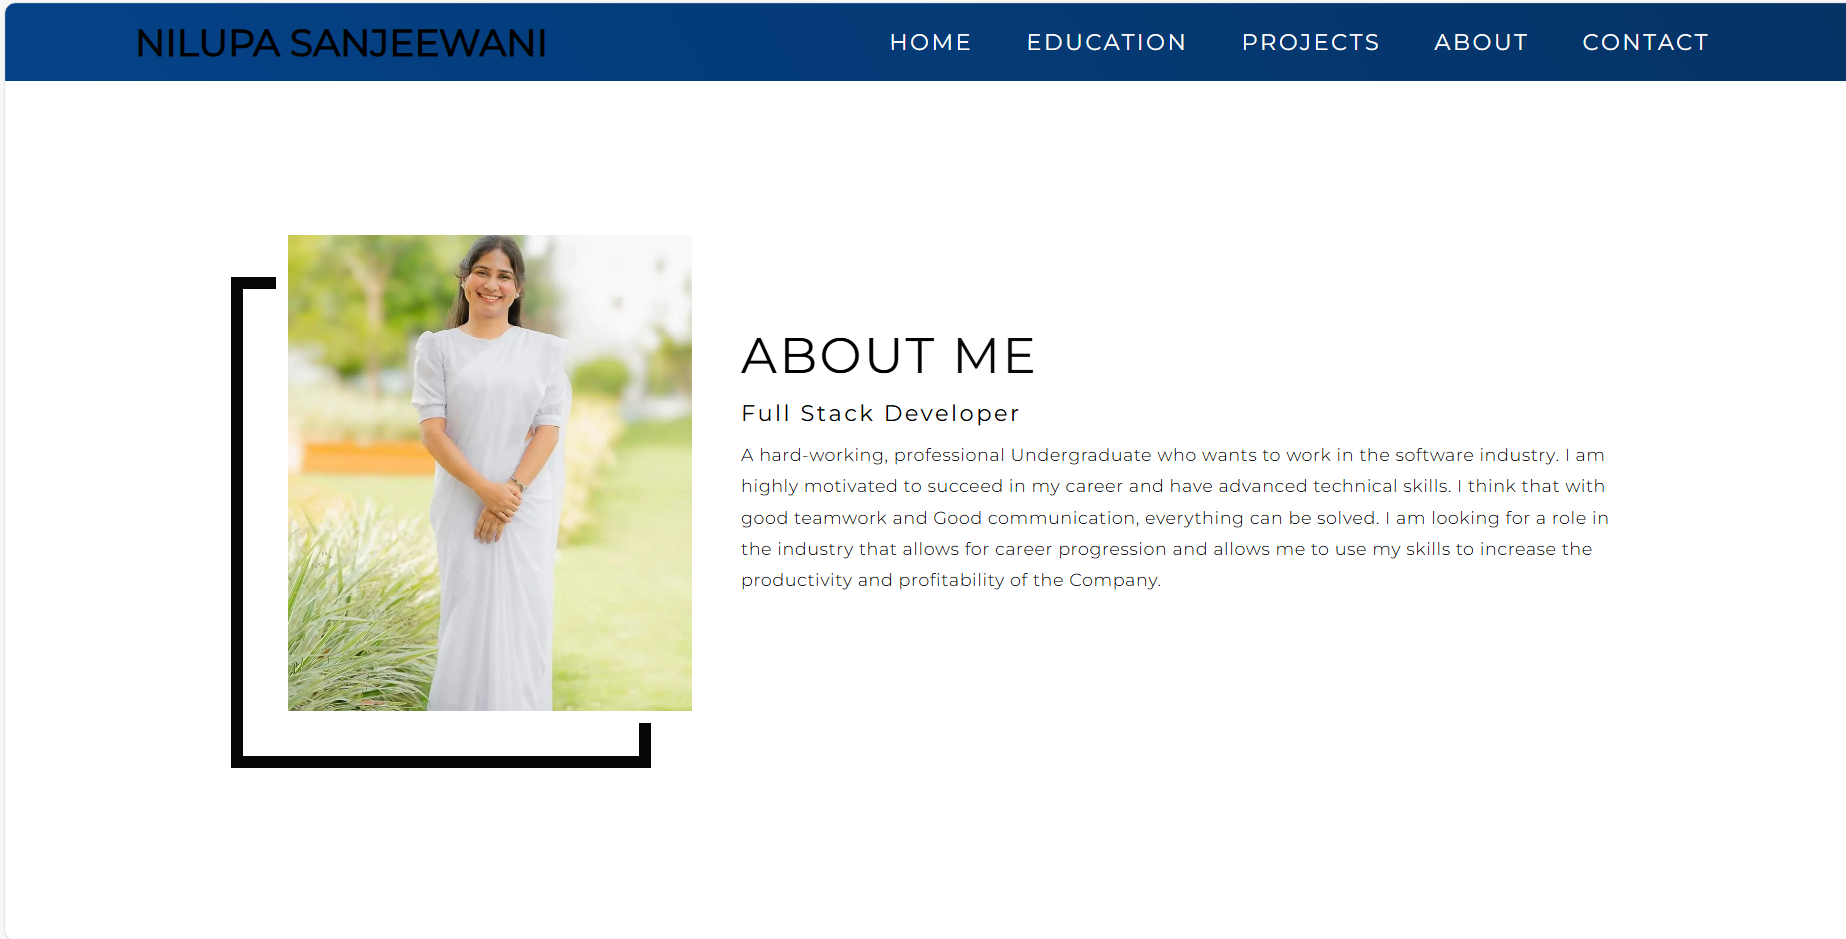 NILUPA SANJEEWANI
HOME EDUCATION PROJECTS ABOUT CONTACT
ABOUT ME
Full Stack Developer
A hard-working, professional Undergraduate who wants to work in the software industry. I am
highly motivated to succeed in my career and have advanced technical skills. I think that with
good teamwork and Good communication, everything can be solved. I am looking for a role in
the industry that allows for career progression and allows me to use my skills to increase the
productivity and profitability of the Company.